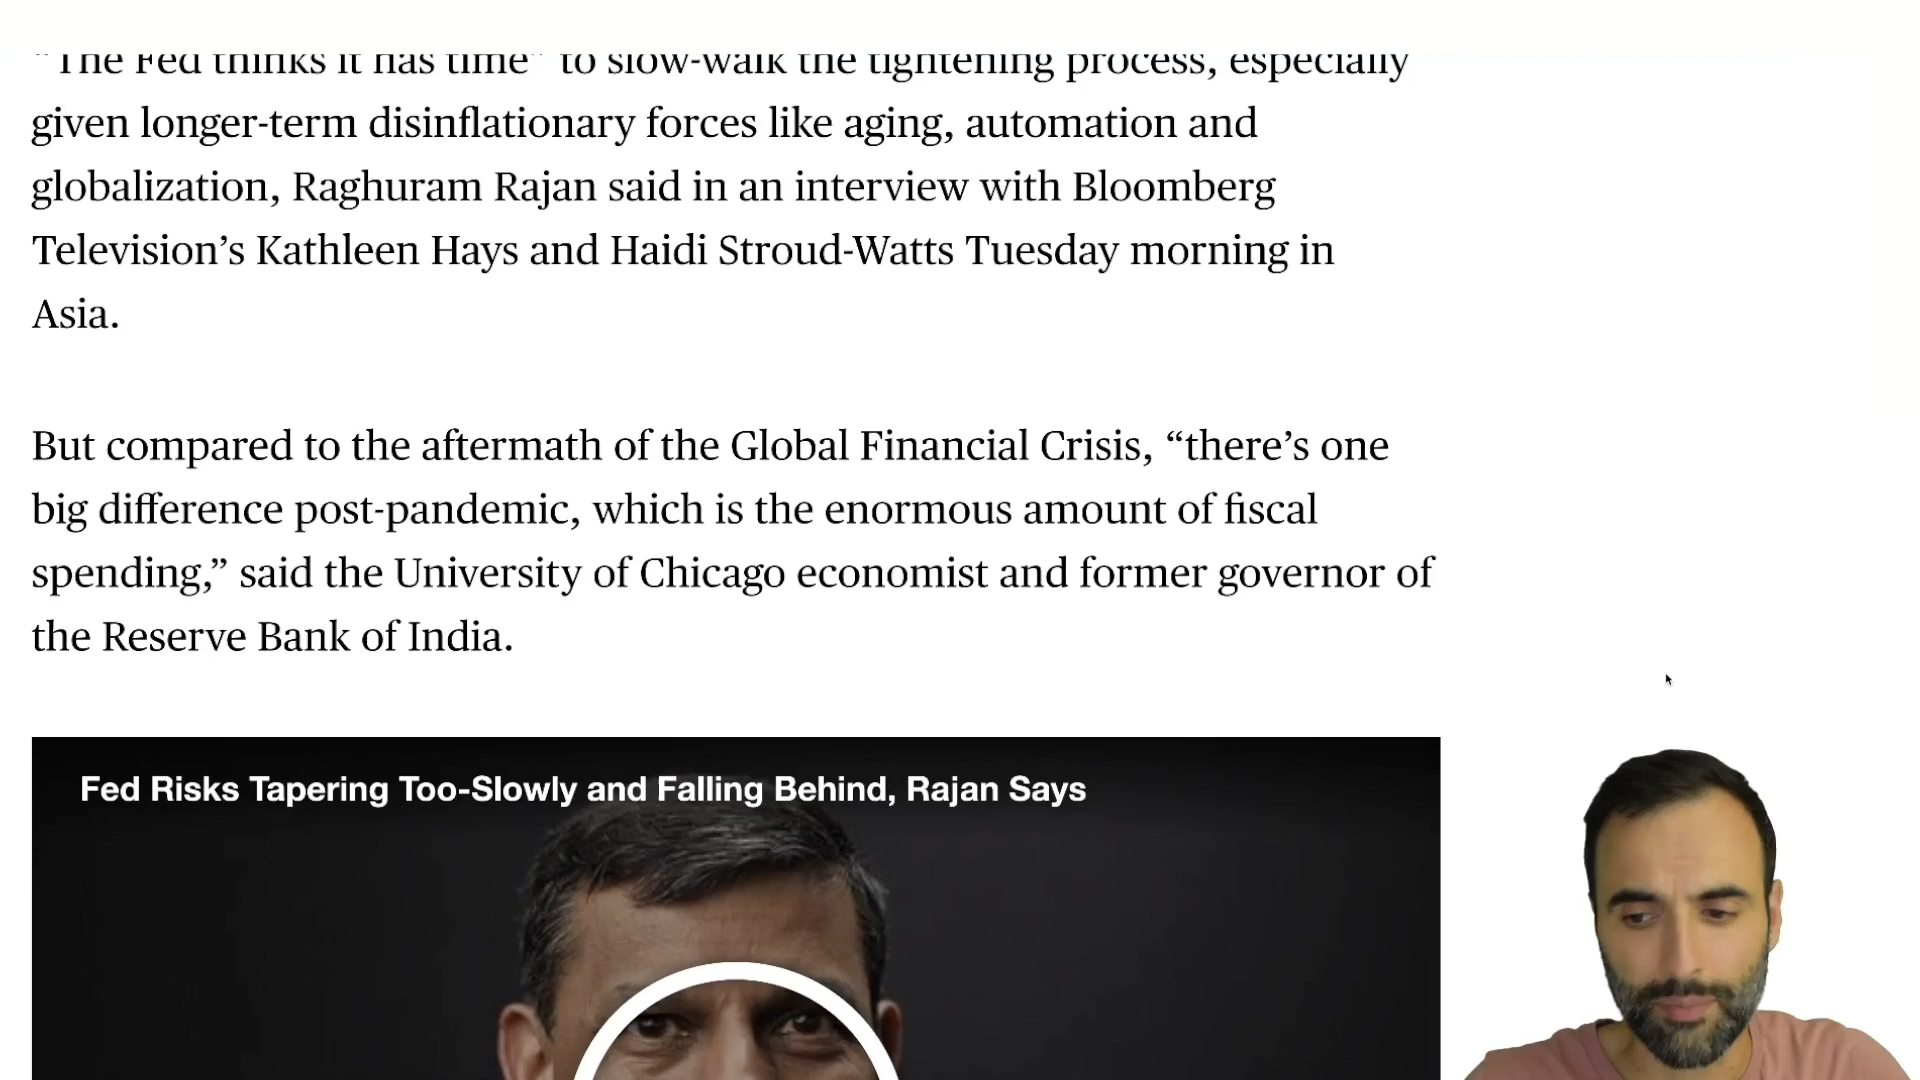 "The Fed thinks it has time" to slow-walk the tightening process, especially
given longer-term disinflationary forces like aging, automation and
globalization, Raghuram Rajan said in an interview with Bloomberg
Television’s Kathleen Hays and Haidi Stroud-Watts Tuesday morning in
Asia.
But compared to the aftermath of the Global Financial Crisis, “there’s one
big difference post-pandemic, which is the enormous amount of fiscal
spending,” said the University of Chicago economist and former governor of
the Reserve Bank of India.
Fed Risks Tapering Too-Slowly and Falling Behind, Rajan Says